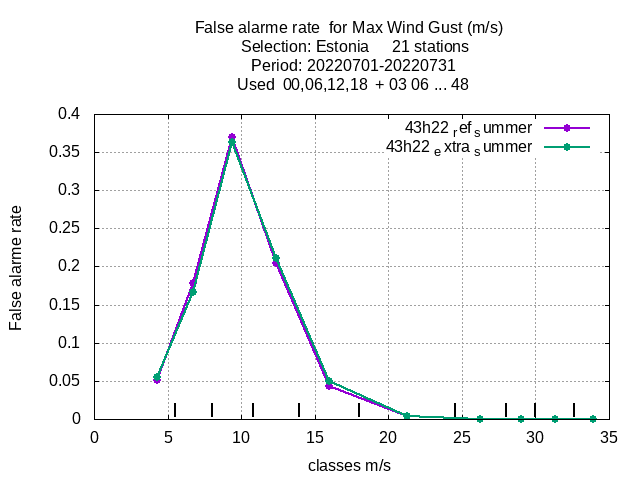 False alarme rate  for Max Wind Gust (m/s)
Selection: Estonia     21 stations
Period: 20220701-20220731
Used  00,06,12,18  + 03 06 ... 48
43h22 ref summer
43h22 extra summer
0.4
0.35
0.3
0.25
0.2
0.15
0.1
0.05
0
False alarme rate
0 5 10 15 20 25 30 35
classes m/s